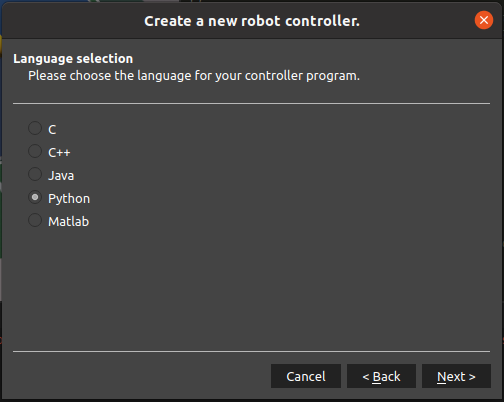 Create a new robot controller.
Language selection
Please choose the language for your controller program.
C
C++
Java
Python
Matlab
Cancel
< Back
Next >